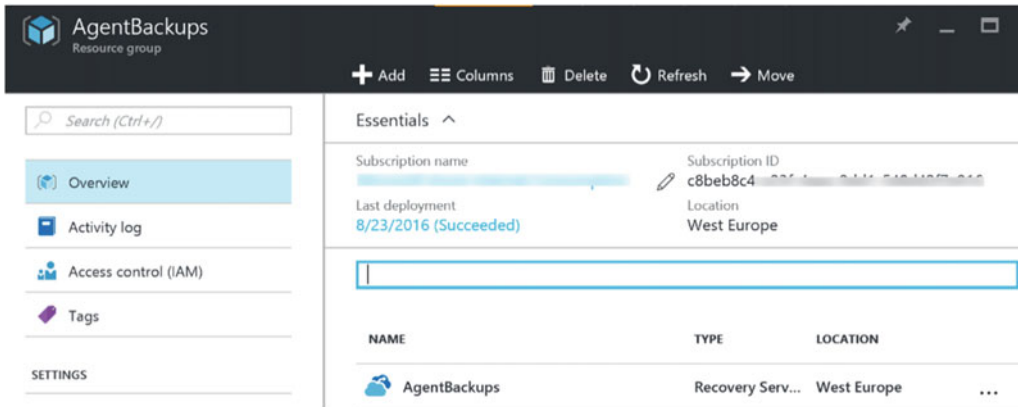 AgentBackups
Resource group
Add Columns Delete Refresh Move
Search (Ctrl+/)
Overview
Activity log
Access control (IAM)
Tags
SETTINGS
Essentials
Subscription name
Subscription ID
c8beb8c4
Last deployment
8/23/2016 (Succeeded)
Location
West Europe
NAME TYPE LOCATION
AgentBackups Recovery Serv... West Europe ...